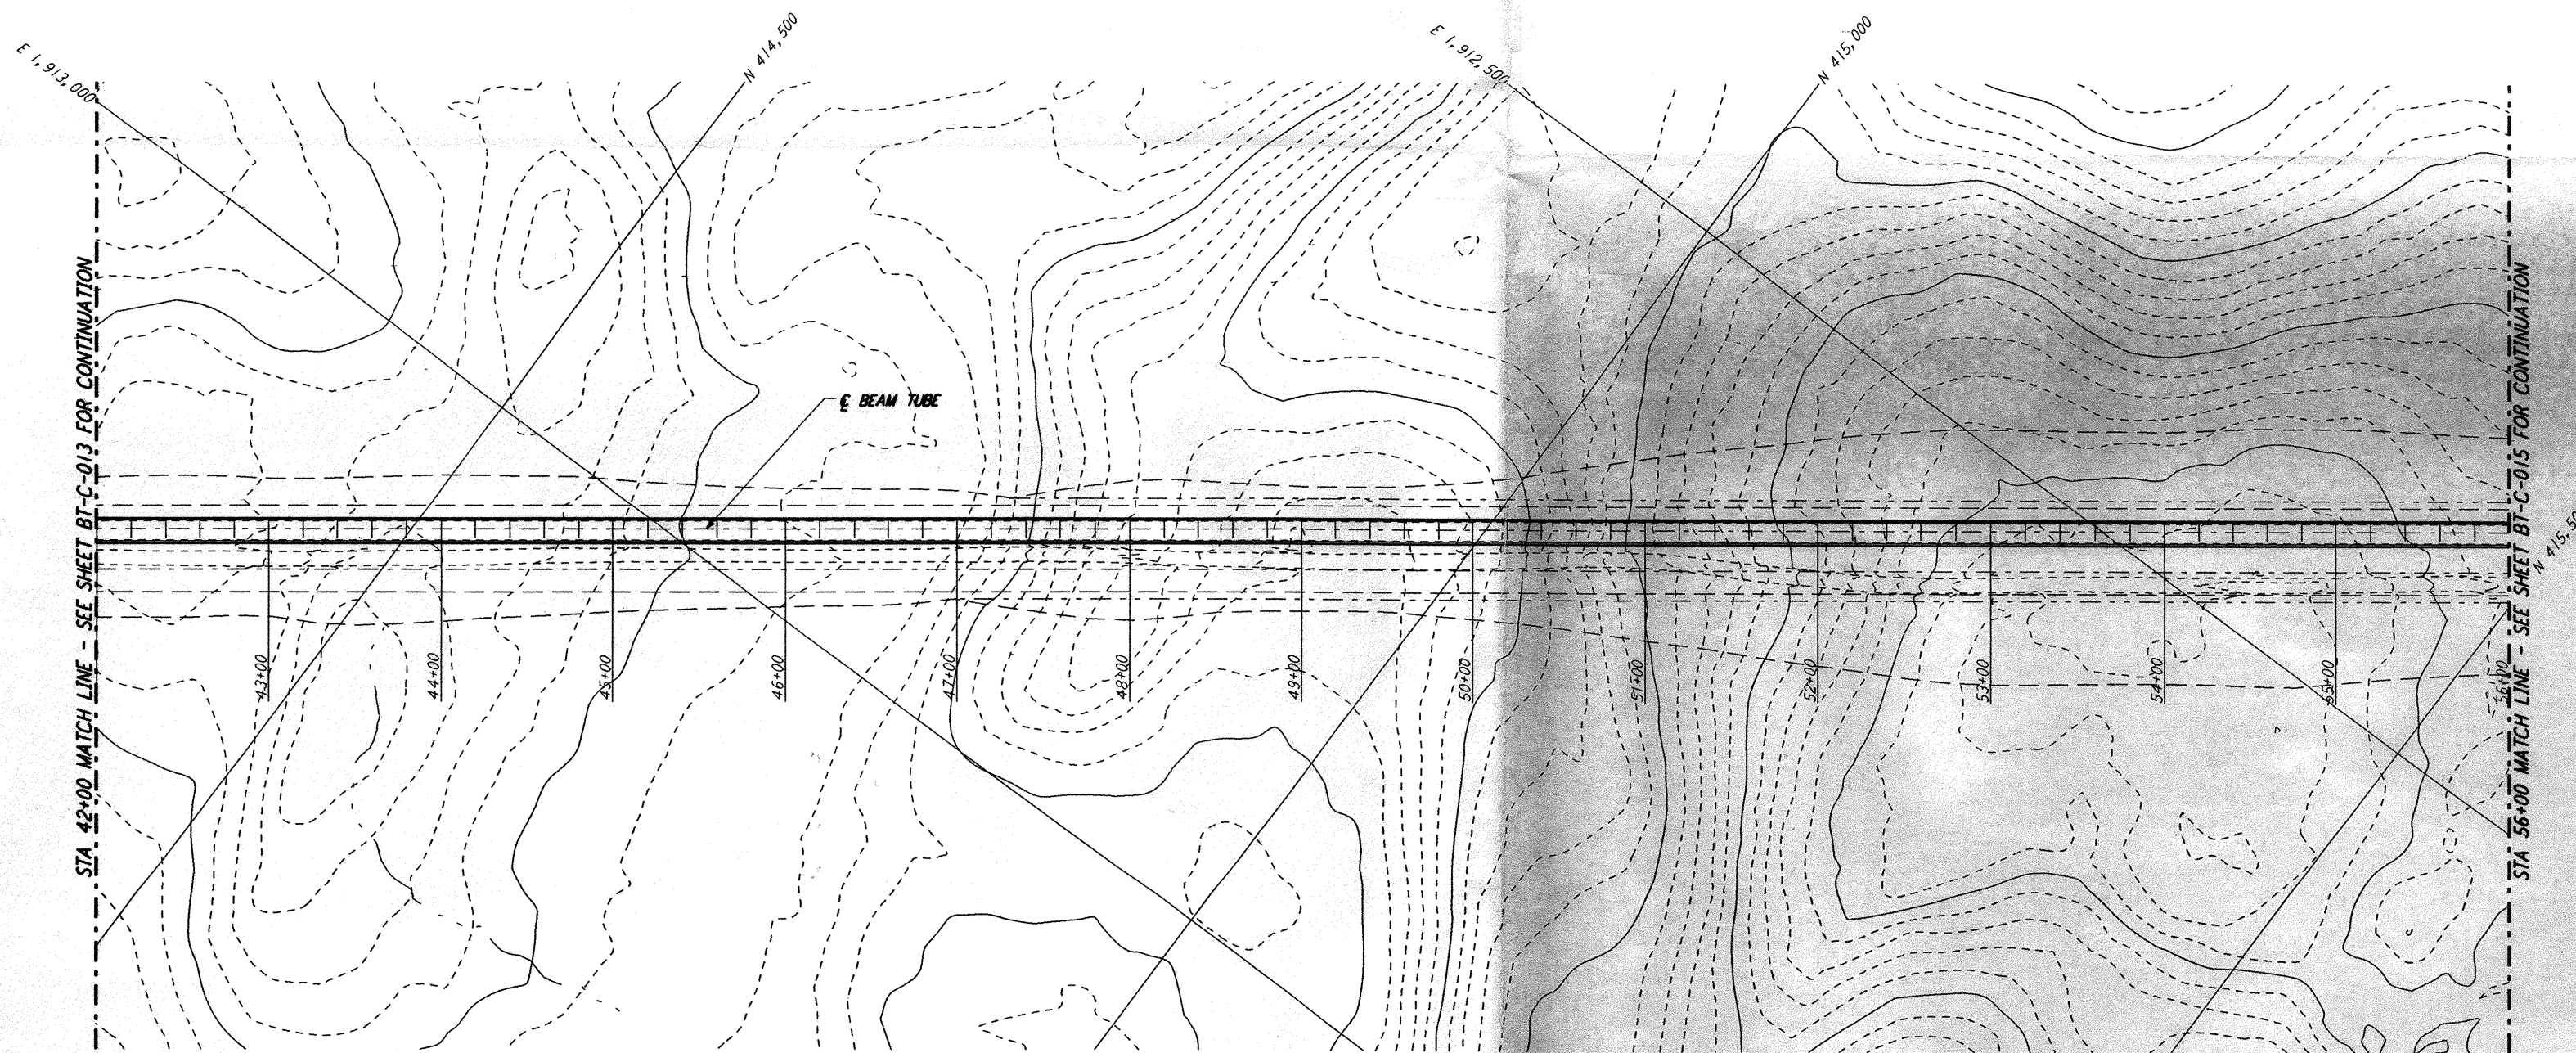 E 1,913,000
N 414,500
E 1,912,500
N 415,000
STA 42+00 MATCH LINE - SEE SHEET BT-C-013 FOR CONTINUATION
℄ BEAM TUBE
43+00
44+00
45+00
46+00
47+00
48+00
49+00
50+00
51+00
52+00
53+00
54+00
55+00
56+00
STA 56+00 MATCH LINE - SEE SHEET BT-C-015 FOR CONTINUATION
N 415,50